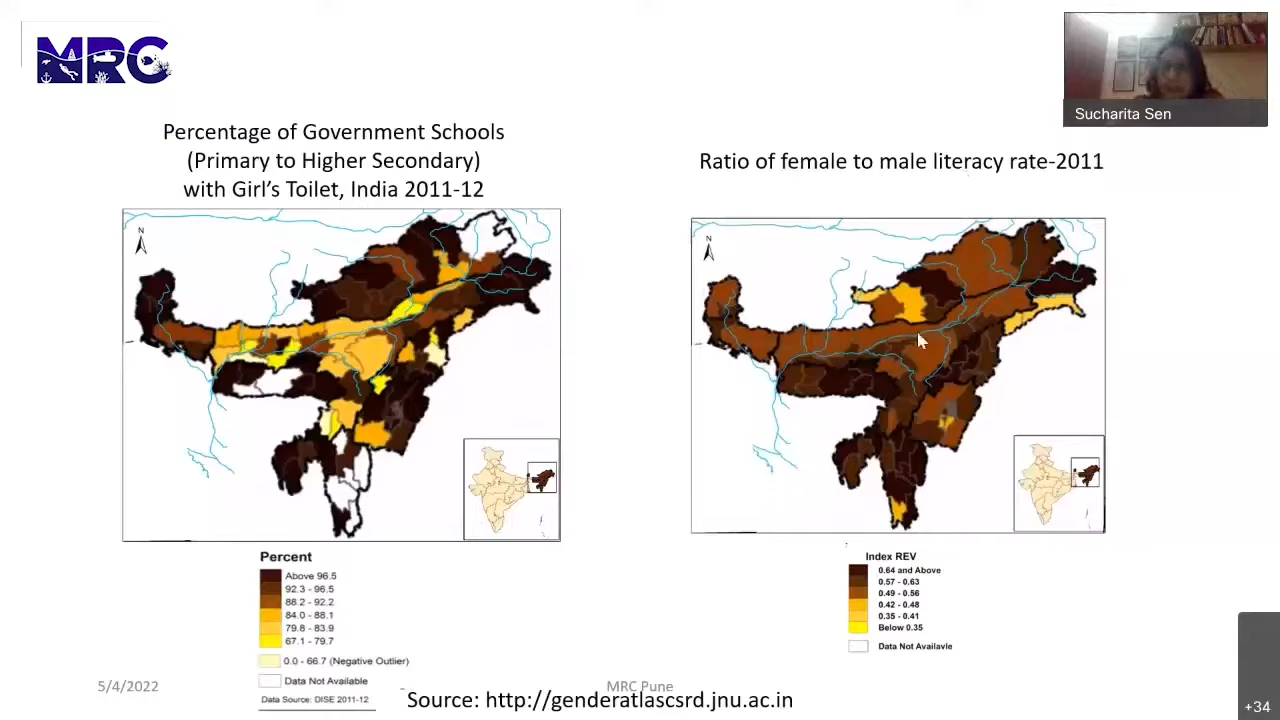 MRC
Sucharita Sen
Percentage of Government Schools
(Primary to Higher Secondary)
with Girl's Toilet, India 2011-12
Ratio of female to male literacy rate-2011
N
N
Percent
Above 96.5
92.3 - 96.5
88.2 - 92.2
84.0 - 88.1
79.8 - 83.9
67.1 - 79.7
0.0 - 66.7 (Negative Outlier)
Data Not Available
Data Source: DISE 2011-12
Index REV
0.64 and Above
0.57 - 0.63
0.49 - 0.56
0.42 - 0.48
0.35 - 0.41
Below 0.35
Data Not Availavle
5/4/2022
MRC Pune
Source: http://genderatlascsrd.jnu.ac.in
+34